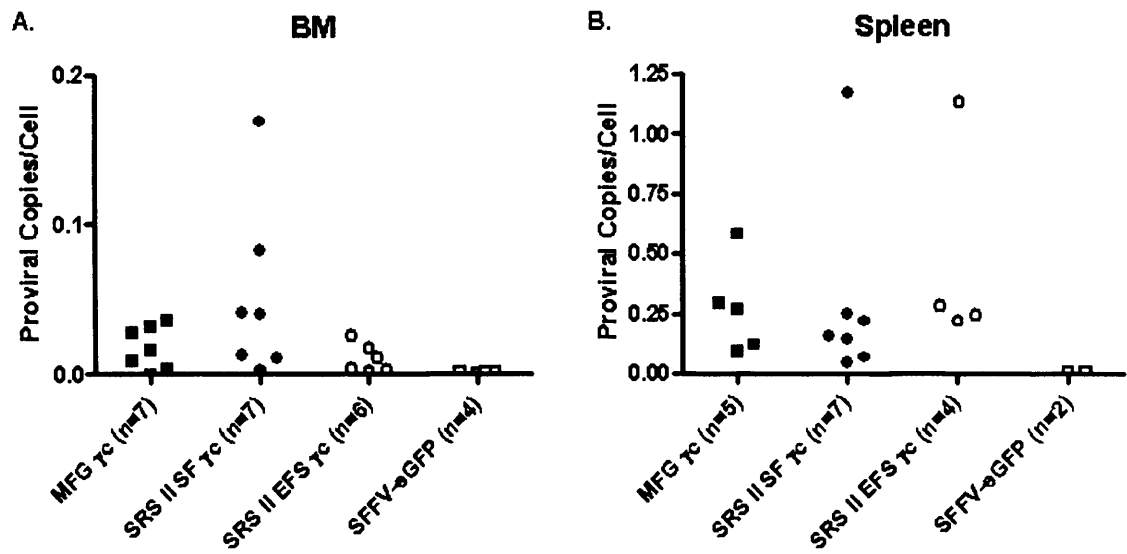 A.
BM
Proviral Copies/Cell
0.2
0.1
0.0
MFG γc (n=7)
SRS II SF γc (n=7)
SRS II EFS γc (n=6)
SFFV-eGFP (n=4)
B.
Spleen
Proviral Copies/Cell
1.25
1.00
0.75
0.50
0.25
0.00
MFG γc (n=5)
SRS II SF γc (n=7)
SRS II EFS γc (n=4)
SFFV-eGFP (n=2)